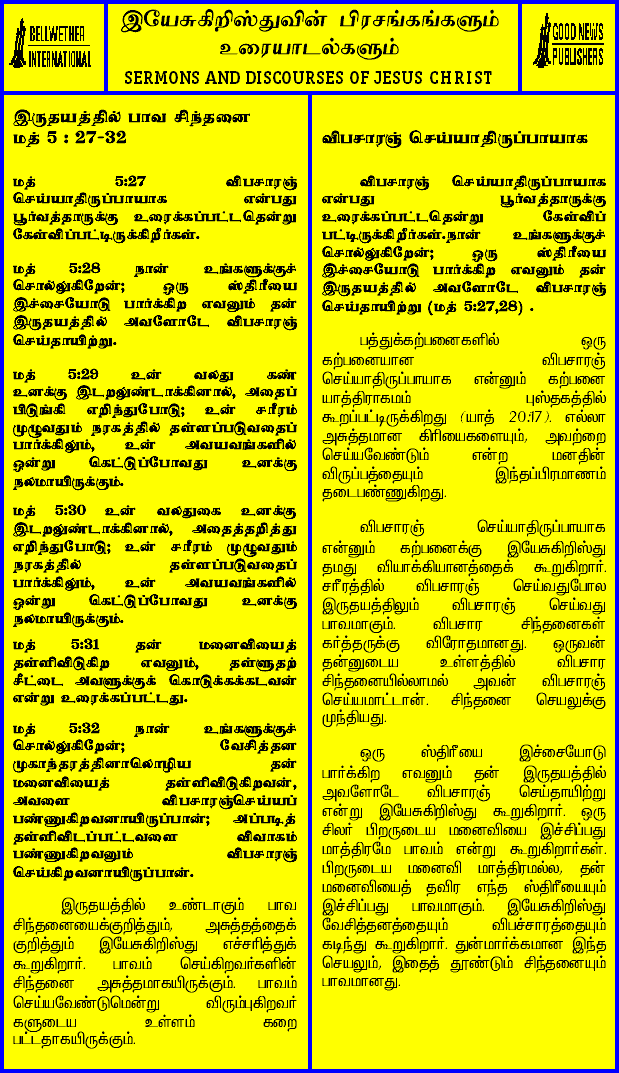 BELLWETHER
INTERNATIONAL
இயேசுகிறிஸ்துவின் பிரசங்கங்களும்
உரையாடல்களும்
SERMONS AND DISCOURSES OF JESUS CHRIST
GOOD NEWS
PUBLISHERS
இருதயத்தில் பாவ சிந்தனை
மத் 5 : 27-32
மத் 5:27 விபசாரஞ்
செய்யாதிருப்பாயாக என்பது
பூர்வத்தாருக்கு உரைக்கப்பட்டதென்று
கேள்விப்பட்டிருக்கிறீர்கள்.
மத் 5:28 நான் உங்களுக்குச்
சொல்லுகிறேன்; ஒரு ஸ்திரீயை
இச்சையோடு பார்க்கிற எவனும் தன்
இருதயத்தில் அவளோடே விபசாரஞ்
செய்தாயிற்று.
மத் 5:29 உன் வலது கண்
உனக்கு இடறலுண்டாக்கினால், அதைப்
பிடுங்கி எறிந்துபோடு; உன் சரீரம்
முழுவதும் நரகத்தில் தள்ளப்படுவதைப்
பார்க்கிலும், உன் அவயவங்களில்
ஒன்று கெட்டுப்போவது உனக்கு
நலமாயிருக்கும்.
மத் 5:30 உன் வலதுகை உனக்கு
இடறலுண்டாக்கினால், அதைத்தறித்து
எறிந்துபோடு; உன் சரீரம் முழுவதும்
நரகத்தில் தள்ளப்படுவதைப்
பார்க்கிலும், உன் அவயவங்களில்
ஒன்று கெட்டுப்போவது உனக்கு
நலமாயிருக்கும்.
மத் 5:31 தன் மனைவியைத்
தள்ளிவிடுகிற எவனும், தள்ளுதற்
சீட்டை அவளுக்குக் கொடுக்கக்கடவன்
என்று உரைக்கப்பட்டது.
மத் 5:32 நான் உங்களுக்குச்
சொல்லுகிறேன்; வேசித்தன
முகாந்தரத்தினாலொழிய தன்
மனைவியைத் தள்ளிவிடுகிறவன்,
அவளை விபசாரஞ்செய்யப்
பண்ணுகிறவனாயிருப்பான்; அப்படித்
தள்ளிவிடப்பட்டவளை விவாகம்
பண்ணுகிறவனும் விபசாரஞ்
செய்கிறவனாயிருப்பான்.
இருதயத்தில் உண்டாகும் பாவ
சிந்தனையைக்குறித்தும், அசுத்தத்தைக்
குறித்தும் இயேசுகிறிஸ்து எச்சரித்துக்
கூறுகிறார். பாவம் செய்கிறவர்களின்
சிந்தனை அசுத்தமாகயிருக்கும். பாவம்
செய்யவேண்டுமென்று விரும்புகிறவர்
களுடைய உள்ளம் கறை
பட்டதாகயிருக்கும்.
விபசாரஞ் செய்யாதிருப்பாயாக
விபசாரஞ் செய்யாதிருப்பாயாக
என்பது பூர்வத்தாருக்கு
உரைக்கப்பட்டதென்று கேள்விப்
பட்டிருக்கிறீர்கள்.நான் உங்களுக்குச்
சொல்லுகிறேன்; ஒரு ஸ்திரீயை
இச்சையோடு பார்க்கிற எவனும் தன்
இருதயத்தில் அவளோடே விபசாரஞ்
செய்தாயிற்று (மத் 5:27,28) .
பத்துக்கற்பனைகளில் ஒரு
கற்பனையான விபசாரஞ்
செய்யாதிருப்பாயாக என்னும் கற்பனை
யாத்திராகமம் புஸ்தகத்தில்
கூறப்பட்டிருக்கிறது (யாத் 20:17). எல்லா
அசுத்தமான கிரியைகளையும், அவற்றை
செய்யவேண்டும் என்ற மனதின்
விருப்பத்தையும் இந்தப்பிரமாணம்
தடைபண்ணுகிறது.
விபசாரஞ் செய்யாதிருப்பாயாக
என்னும் கற்பனைக்கு இயேசுகிறிஸ்து
தமது வியாக்கியானத்தைக் கூறுகிறார்.
சரீரத்தில் விபசாரஞ் செய்வதுபோல
இருதயத்திலும் விபசாரஞ் செய்வது
பாவமாகும். விபசார சிந்தனைகள்
கர்த்தருக்கு விரோதமானது. ஒருவன்
தன்னுடைய உள்ளத்தில் விபசார
சிந்தனையில்லாமல் அவன் விபசாரஞ்
செய்யமாட்டான். சிந்தனை செயலுக்கு
முந்தியது.
ஒரு ஸ்திரீயை இச்சையோடு
பார்க்கிற எவனும் தன் இருதயத்தில்
அவளோடே விபசாரஞ் செய்தாயிற்று
என்று இயேசுகிறிஸ்து கூறுகிறார். ஒரு
சிலர் பிறருடைய மனைவியை இச்சிப்பது
மாத்திரமே பாவம் என்று கூறுகிறார்கள்.
பிறருடைய மனைவி மாத்திரமல்ல, தன்
மனைவியைத் தவிர எந்த ஸ்திரீயையும்
இச்சிப்பது பாவமாகும். இயேசுகிறிஸ்து
வேசித்தனத்தையும் விபச்சாரத்தையும்
கடிந்து கூறுகிறார். துன்மார்க்கமான இந்த
செயலும், இதைத் தூண்டும் சிந்தனையும்
பாவமானது.